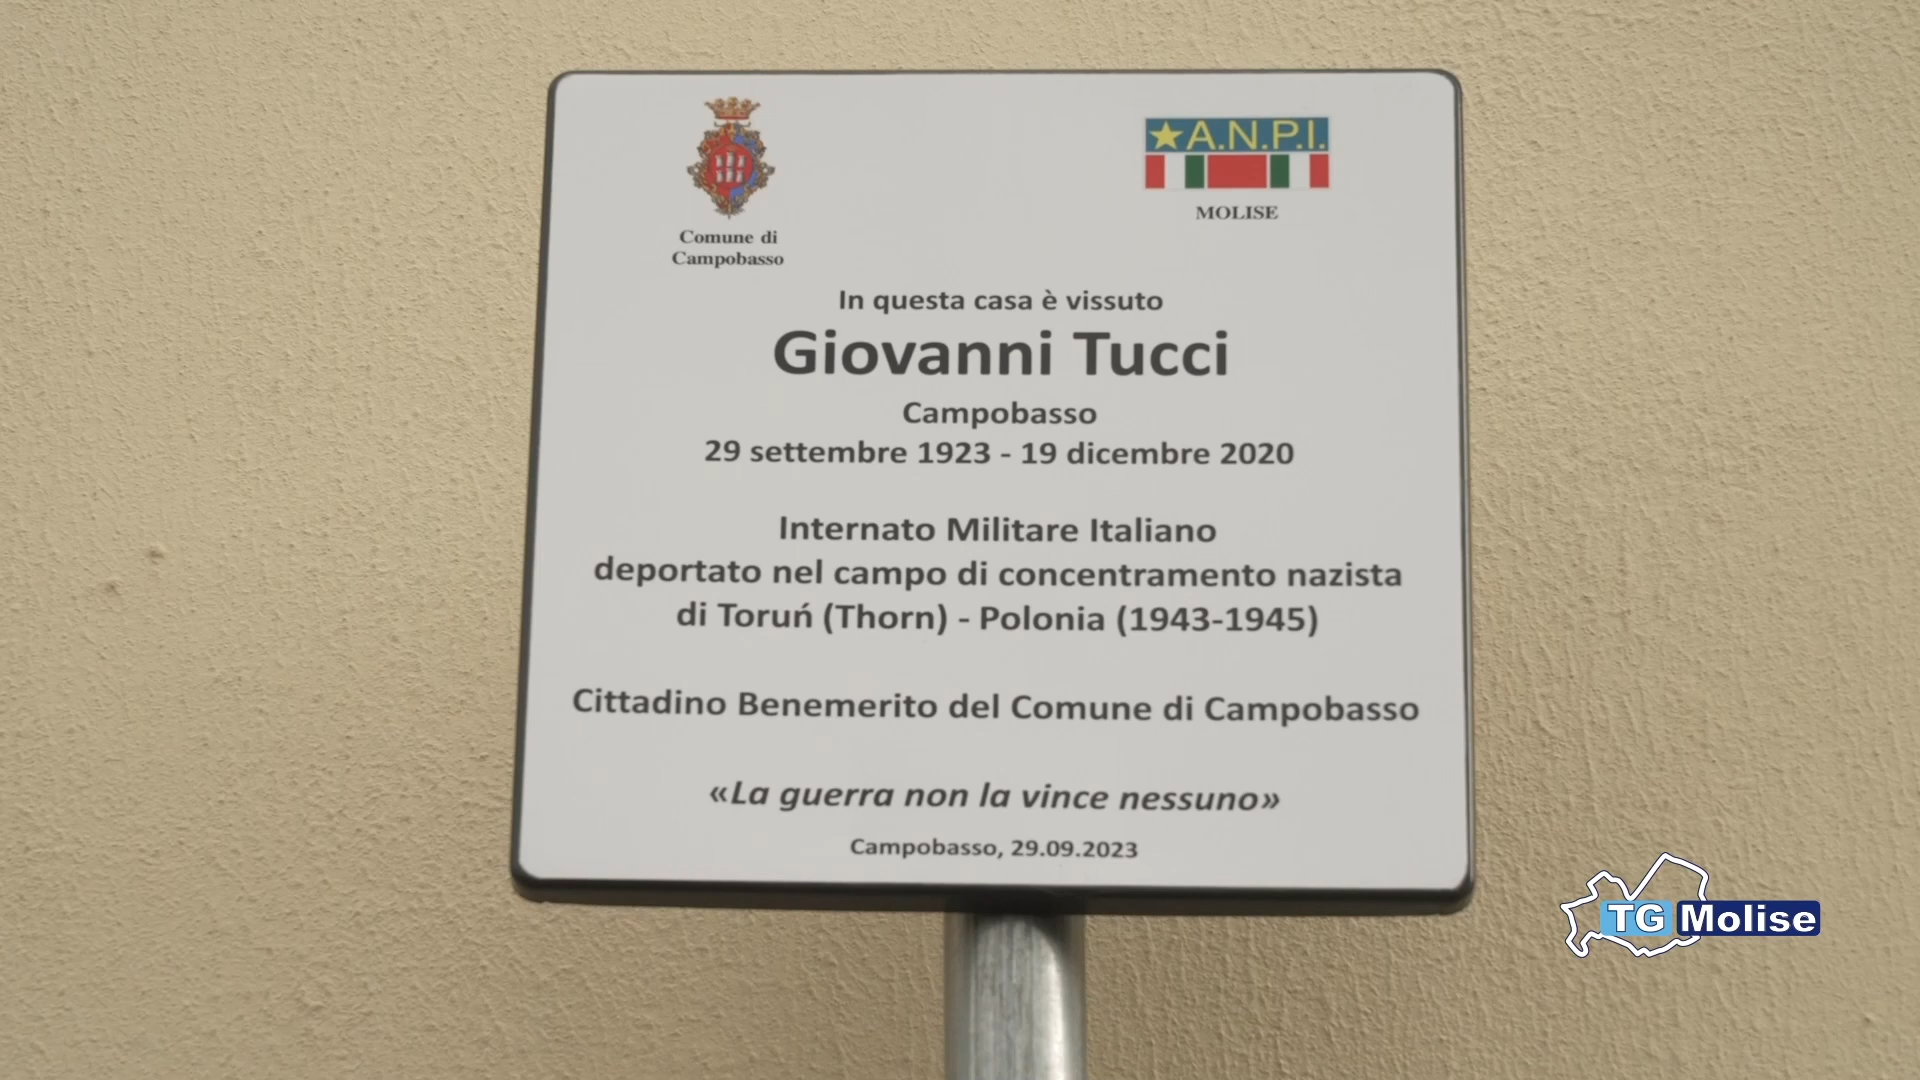 Comune di
Campobasso
★A.N.P.I.
MOLISE
In questa casa è vissuto
Giovanni Tucci
Campobasso
29 settembre 1923 - 19 dicembre 2020
Internato Militare Italiano
deportato nel campo di concentramento nazista
di Toruń (Thorn) - Polonia (1943-1945)
Cittadino Benemerito del Comune di Campobasso
«La guerra non la vince nessuno»
Campobasso, 29.09.2023
TG Molise